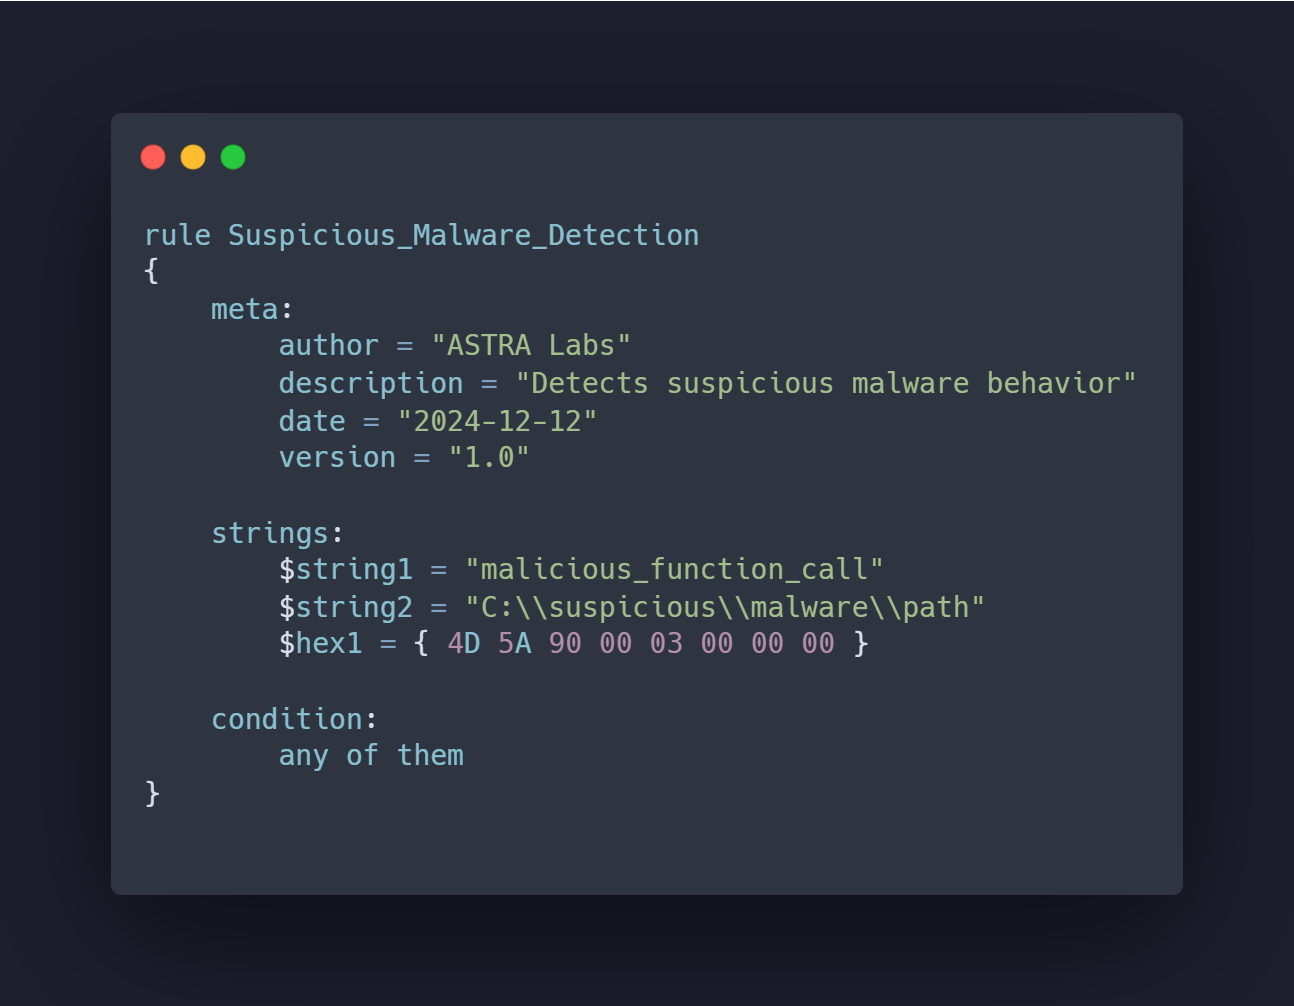 rule Suspicious_Malware_Detection
{
    meta:
        author = "ASTRA Labs"
        description = "Detects suspicious malware behavior"
        date = "2024-12-12"
        version = "1.0"

    strings:
        $string1 = "malicious_function_call"
        $string2 = "C:\\suspicious\\malware\\path"
        $hex1 = { 4D 5A 90 00 03 00 00 00 }

    condition:
        any of them
}